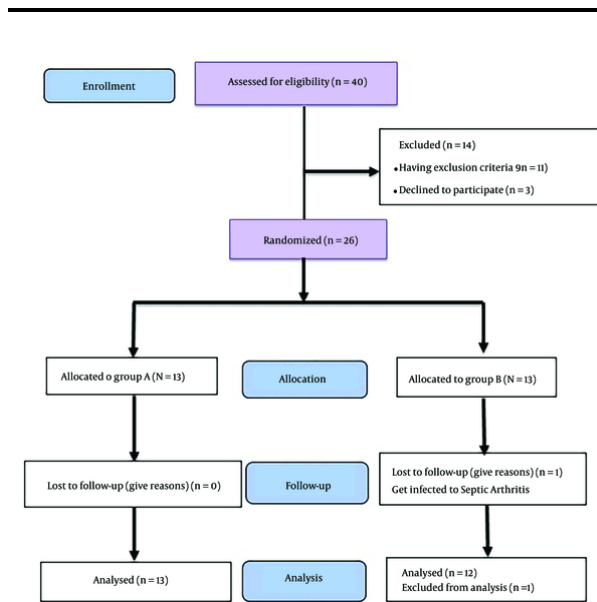 Enrollment
Assessed for eligibility (n = 40)
Excluded (n = 14)
•Having exclusion criteria 9n = 11)
•Declined to participate (n = 3)
Randomized (n = 26)
Allocated o group A (N = 13)
Allocation
Allocated to group B (N = 13)
Lost to follow-up (give reasons) (n = 0)
Follow-up
Lost to follow-up (give reasons) (n = 1)
Get infected to Septic Arthritis
Analysed (n = 13)
Analysis
Analysed (n = 12)
Excluded from analysis (n =1)